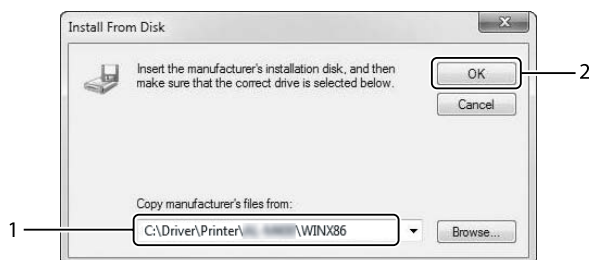 Install From Disk
Insert the manufacturer's installation disk, and then
make sure that the correct drive is selected below.
OK
2
Cancel
Copy manufacturer's files from:
1
C:\Driver\Printer\ \WINX86
Browse...